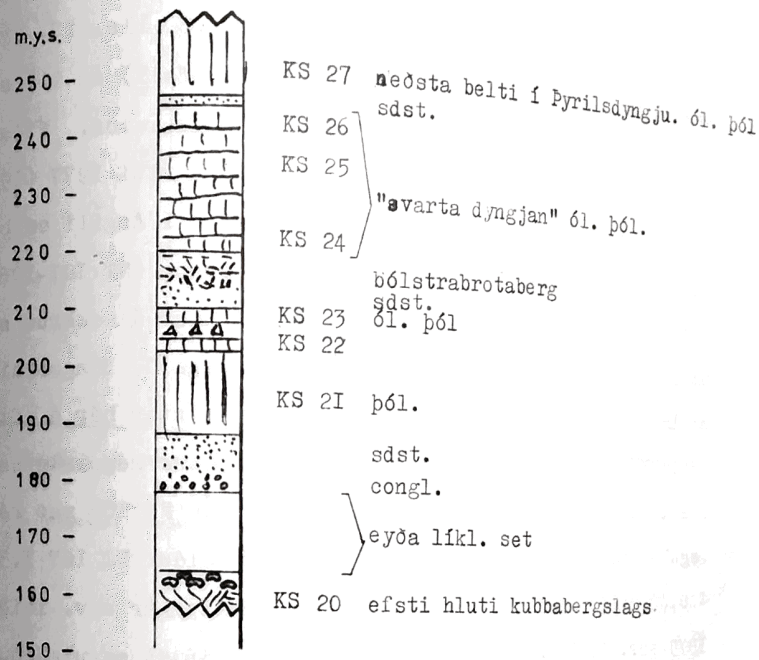 m.y.s.
250
240
230
220
210
200
190
180
170
160
150
KS 27 neðsta belti í Þyrilsdyngju. ól. þól
sdst.
KS 26
KS 25
"svarta dyngjan" ól. þól.
KS 24
bólstrabrotaberg
sdst.
KS 23 ól. þól
KS 22
KS 2I þól.
sdst.
congl.
eyða líkl. set
KS 20 efsti hluti kubbabergslags.